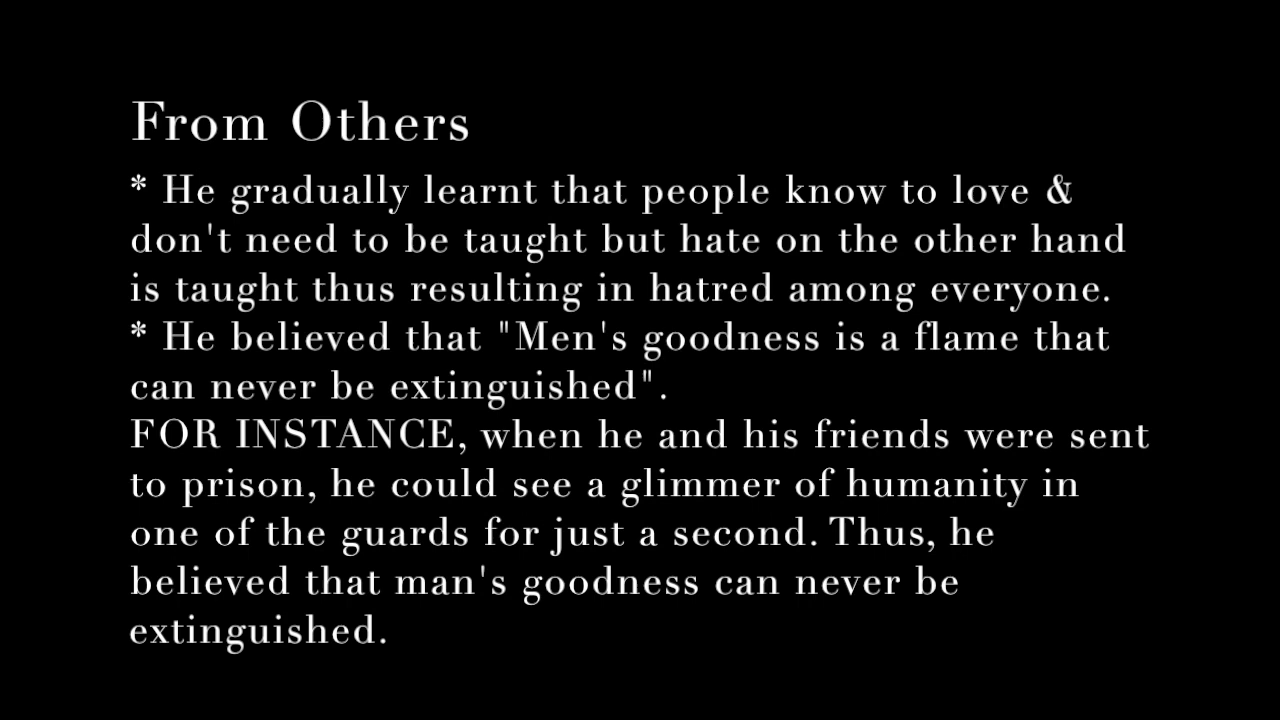 From Others
* He gradually learnt that people know to love &
don't need to be taught but hate on the other hand
is taught thus resulting in hatred among everyone.
* He believed that "Men's goodness is a flame that
can never be extinguished".
FOR INSTANCE, when he and his friends were sent
to prison, he could see a glimmer of humanity in
one of the guards for just a second. Thus, he
believed that man's goodness can never be
extinguished.